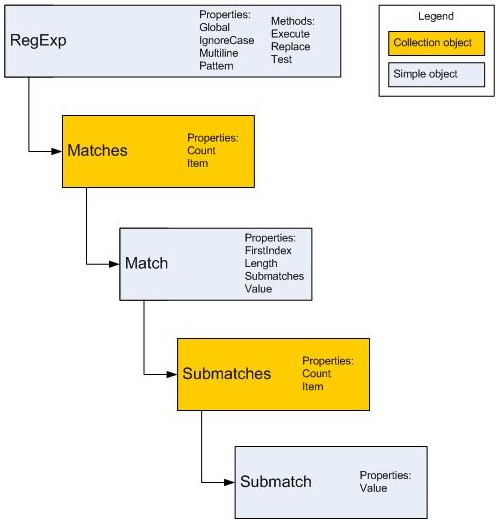 RegExp
Properties:
Global
IgnoreCase
Multiline
Pattern
Methods:
Execute
Replace
Test
Legend
Collection object
Simple object
Matches
Properties:
Count
Item
Match
Properties:
FirstIndex
Length
Submatches
Value
Submatches
Properties:
Count
Item
Submatch
Properties:
Value